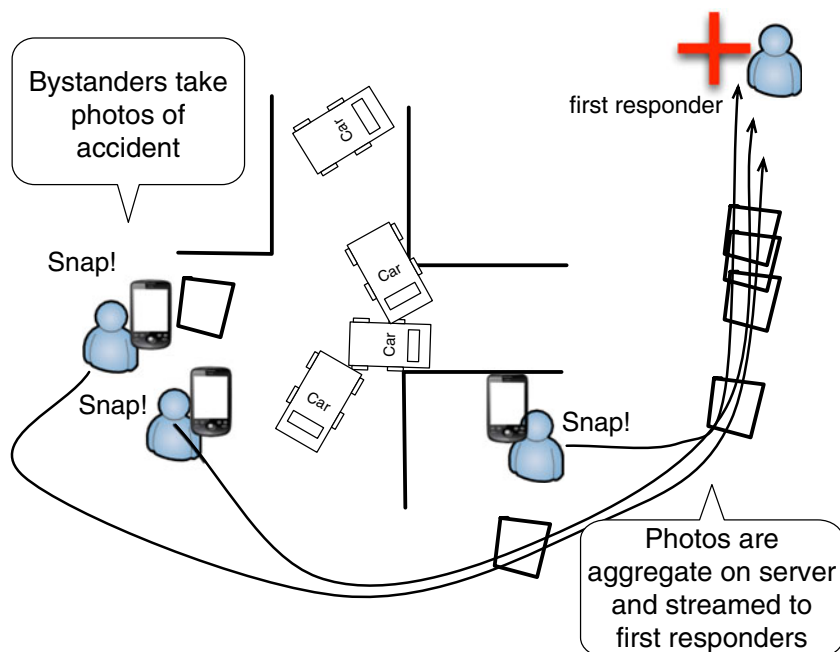 Bystanders take
photos of
accident
first responder
Car
Snap!
Car
Car
Snap!
Car
Snap!
Photos are
aggregate on server
and streamed to
first responders